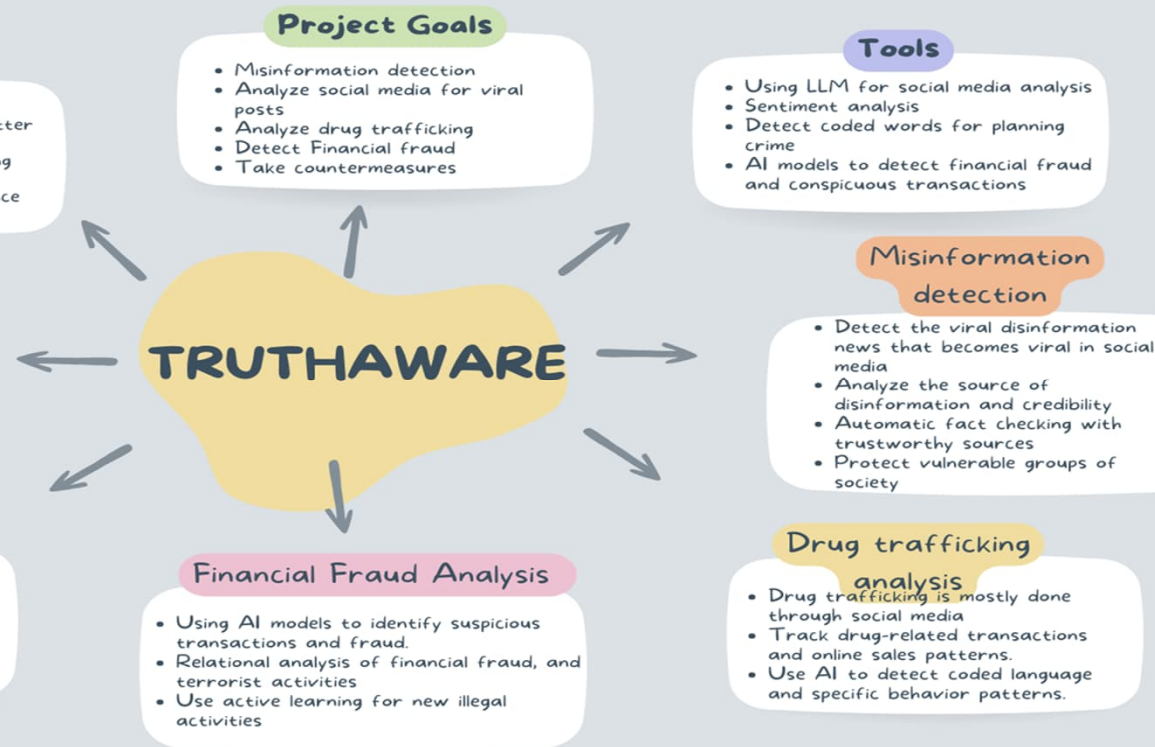 Project Goals
Misinformation detection
Analyze social media for viral
posts
Analyze drug trafficking
Detect Financial fraud
Take countermeasures
Tools
Using LLM for social media analysis
Sentiment analysis
Detect coded words for planning
crime
AI models to detect financial fraud
and conspicuous transactions
TRUTHAWARE
Misinformation
detection
Detect the viral disinformation
news that becomes viral in social
media
Analyze the source of
disinformation and credibility
Automatic fact checking with
trustworthy sources
Protect vulnerable groups of
society
Financial Fraud Analysis
Using AI models to identify suspicious
transactions and fraud.
Relational analysis of financial fraud, and
terrorist activities
Use active learning for new illegal
activities
Drug trafficking
analysis
Drug trafficking is mostly done
through social media
Track drug-related transactions
and online sales patterns.
Use AI to detect coded language
and specific behavior patterns.